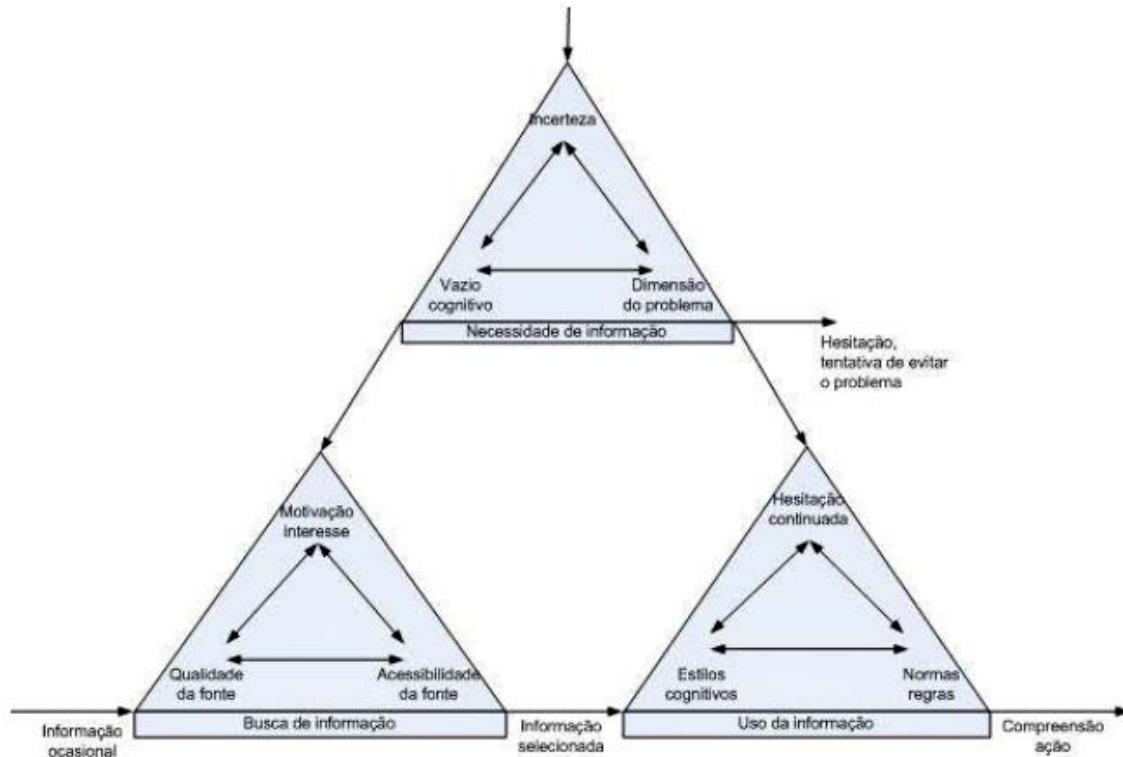 Incerteza
Vazio
cognitivo
Dimensão
do problema
Necessidade de informação
Hesitação,
tentativa de evitar
o problema
Motivação
interesse
Qualidade
da fonte
Acessibilidade
da fonte
Busca de informação
Informação
ocasional
Informação
selecionada
Hesitação
continuada
Estilos
cognitivos
Normas
regras
Uso da informação
Compreensão
ação